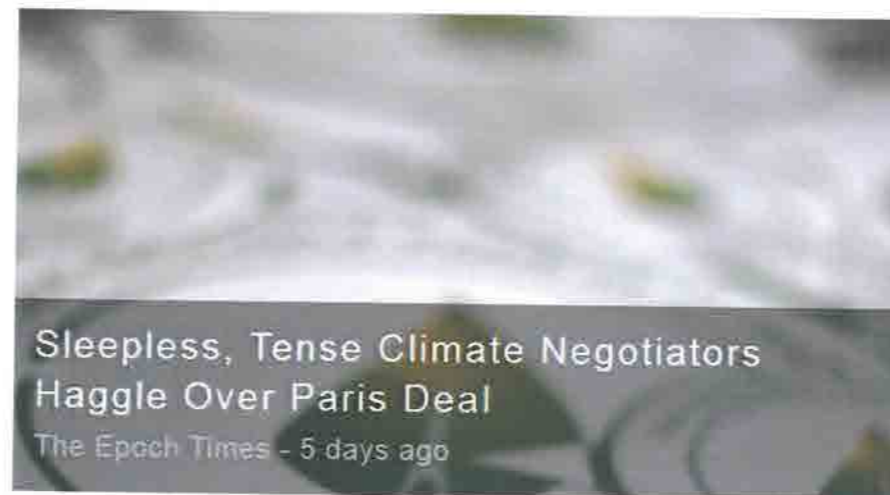 Sleepless, Tense Climate Negotiators
Haggle Over Paris Deal
The Epoch Times - 5 days ago